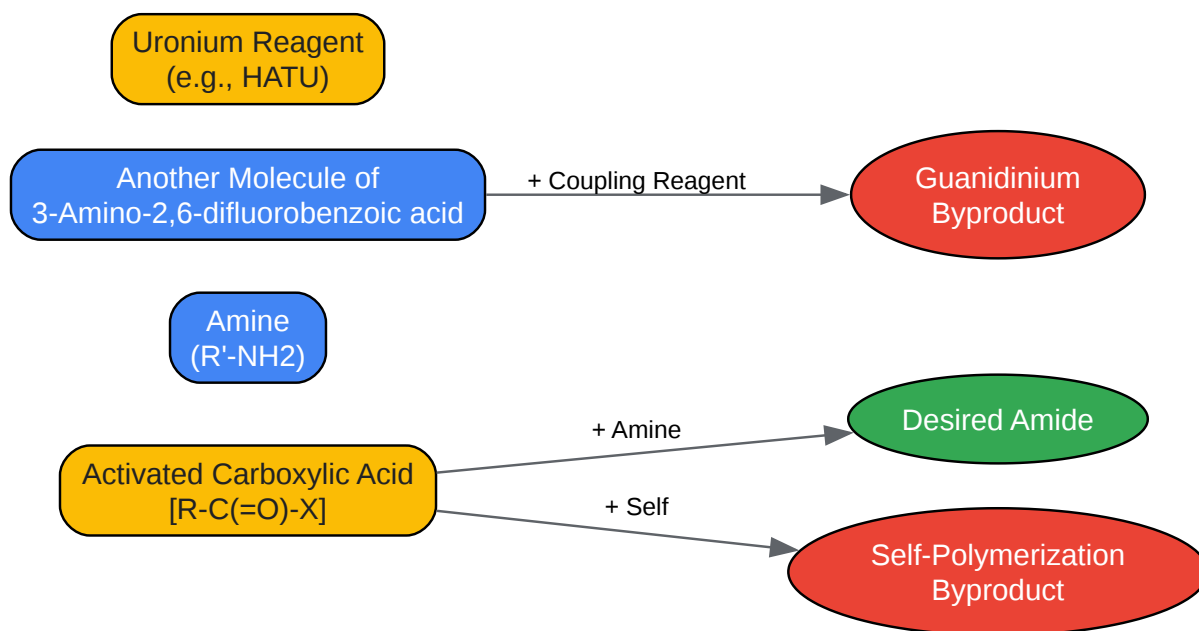 Uronium Reagent
(e.g., HATU)
Another Molecule of
3-Amino-2,6-difluorobenzoic acid
+ Coupling Reagent
Guanidinium
Byproduct
Amine
(R'-NH2)
Activated Carboxylic Acid
[R-C(=O)-X]
+ Amine
Desired Amide
+ Self
Self-Polymerization
Byproduct